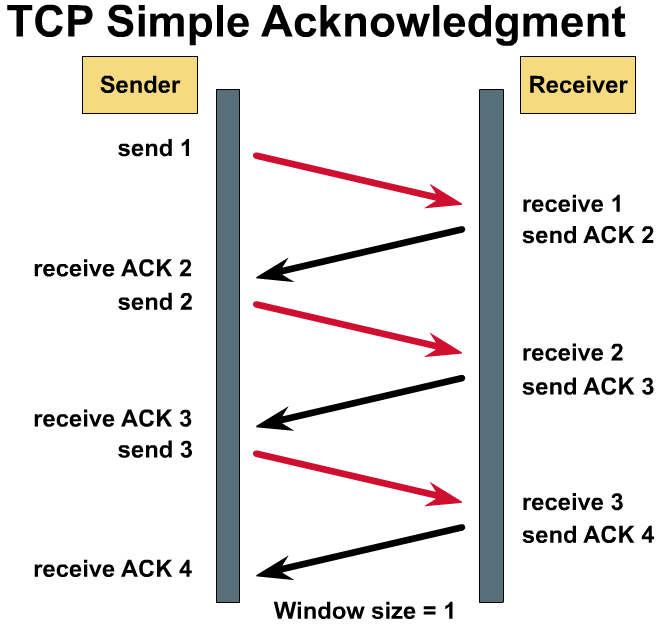 TCP Simple Acknowledgment
Sender
Receiver
send 1
receive 1
send ACK 2
receive ACK 2
send 2
receive 2
send ACK 3
receive ACK 3
send 3
receive 3
send ACK 4
receive ACK 4
Window size = 1